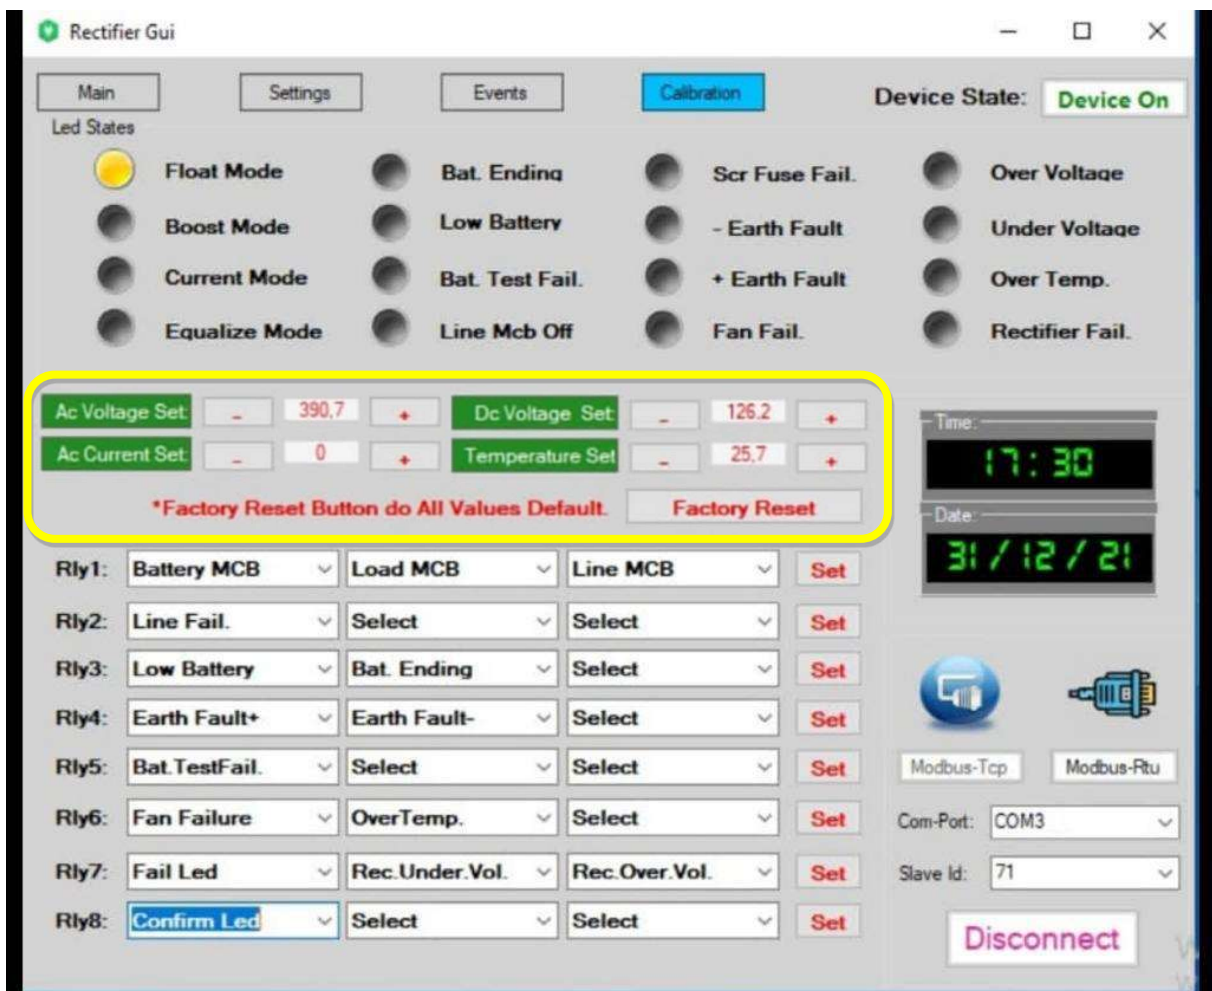 Rectifier Gui
Main Settings Events Calibration Device State: Device On
Led States
Float Mode Bat. Ending Scr Fuse Fail. Over Voltage
Boost Mode Low Battery - Earth Fault Under Voltage
Current Mode Bat. Test Fail. + Earth Fault Over Temp.
Equalize Mode Line Mcb Off Fan Fail. Rectifier Fail.
Ac Voltage Set: - 390,7 + Dc Voltage Set: - 126.2 +
Ac Current Set: - 0 + Temperature Set - 25,7 +
*Factory Reset Button do All Values Default. Factory Reset
Time:
17:30
Date:
31/12/21
Rly1: Battery MCB Load MCB Line MCB Set
Rly2: Line Fail. Select Select Set
Rly3: Low Battery Bat. Ending Select Set
Rly4: Earth Fault+ Earth Fault- Select Set
Rly5: Bat.TestFail. Select Select Set
Rly6: Fan Failure OverTemp. Select Set
Rly7: Fail Led Rec.Under.Vol. Rec.Over.Vol. Set
Rly8: Confirm Led Select Select Set
Modbus-Tcp Modbus-Rtu
Com-Port: COM3
Slave Id: 71
Disconnect